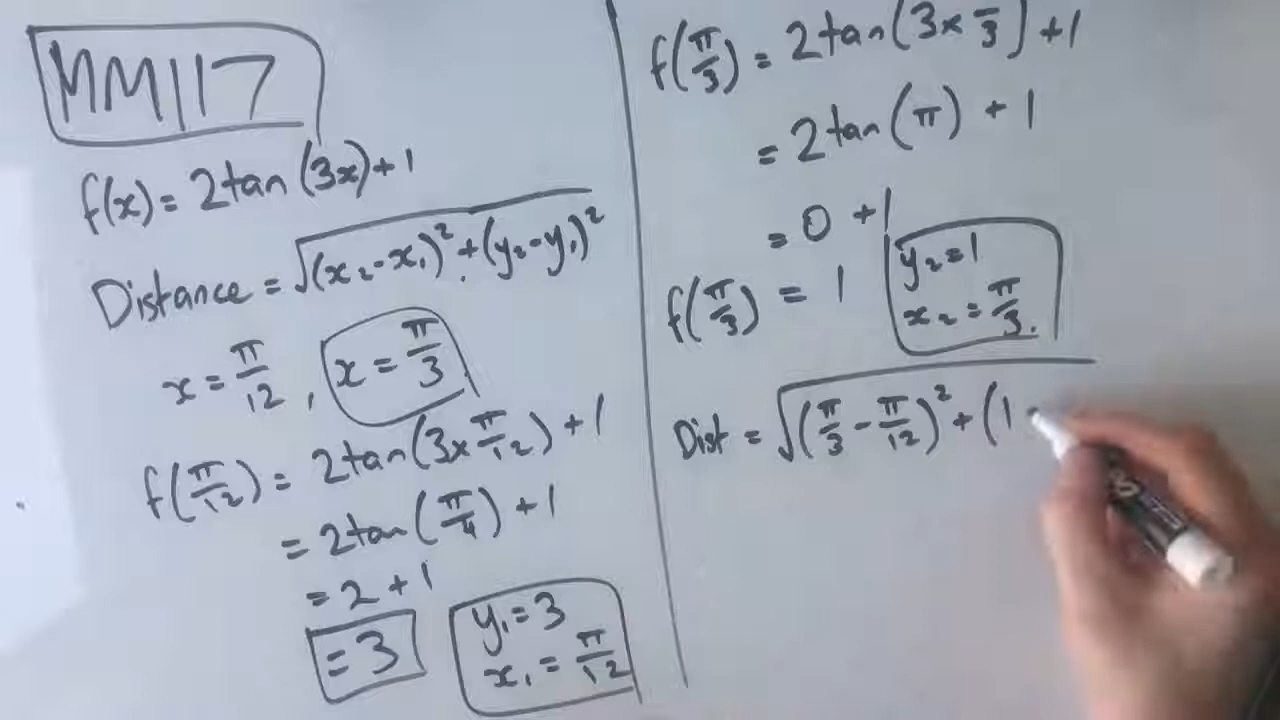 MM117
f(x) = 2tan(3x)+1
Distance = √(x₂-x₁)² + (y₂-y₁)²
x = π/12 , x = π/3
f(π/12) = 2tan(3×π/12) + 1
= 2tan(π/4) + 1
= 2 + 1
= 3
y₁ = 3
x₁ = π/12
f(π/3) = 2tan(3×π/3) + 1
= 2tan(π) + 1
= 0 + 1
f(π/3) = 1
y₂ = 1
x₂ = π/3.
Dist = √(π/3 - π/12)² + (1 -